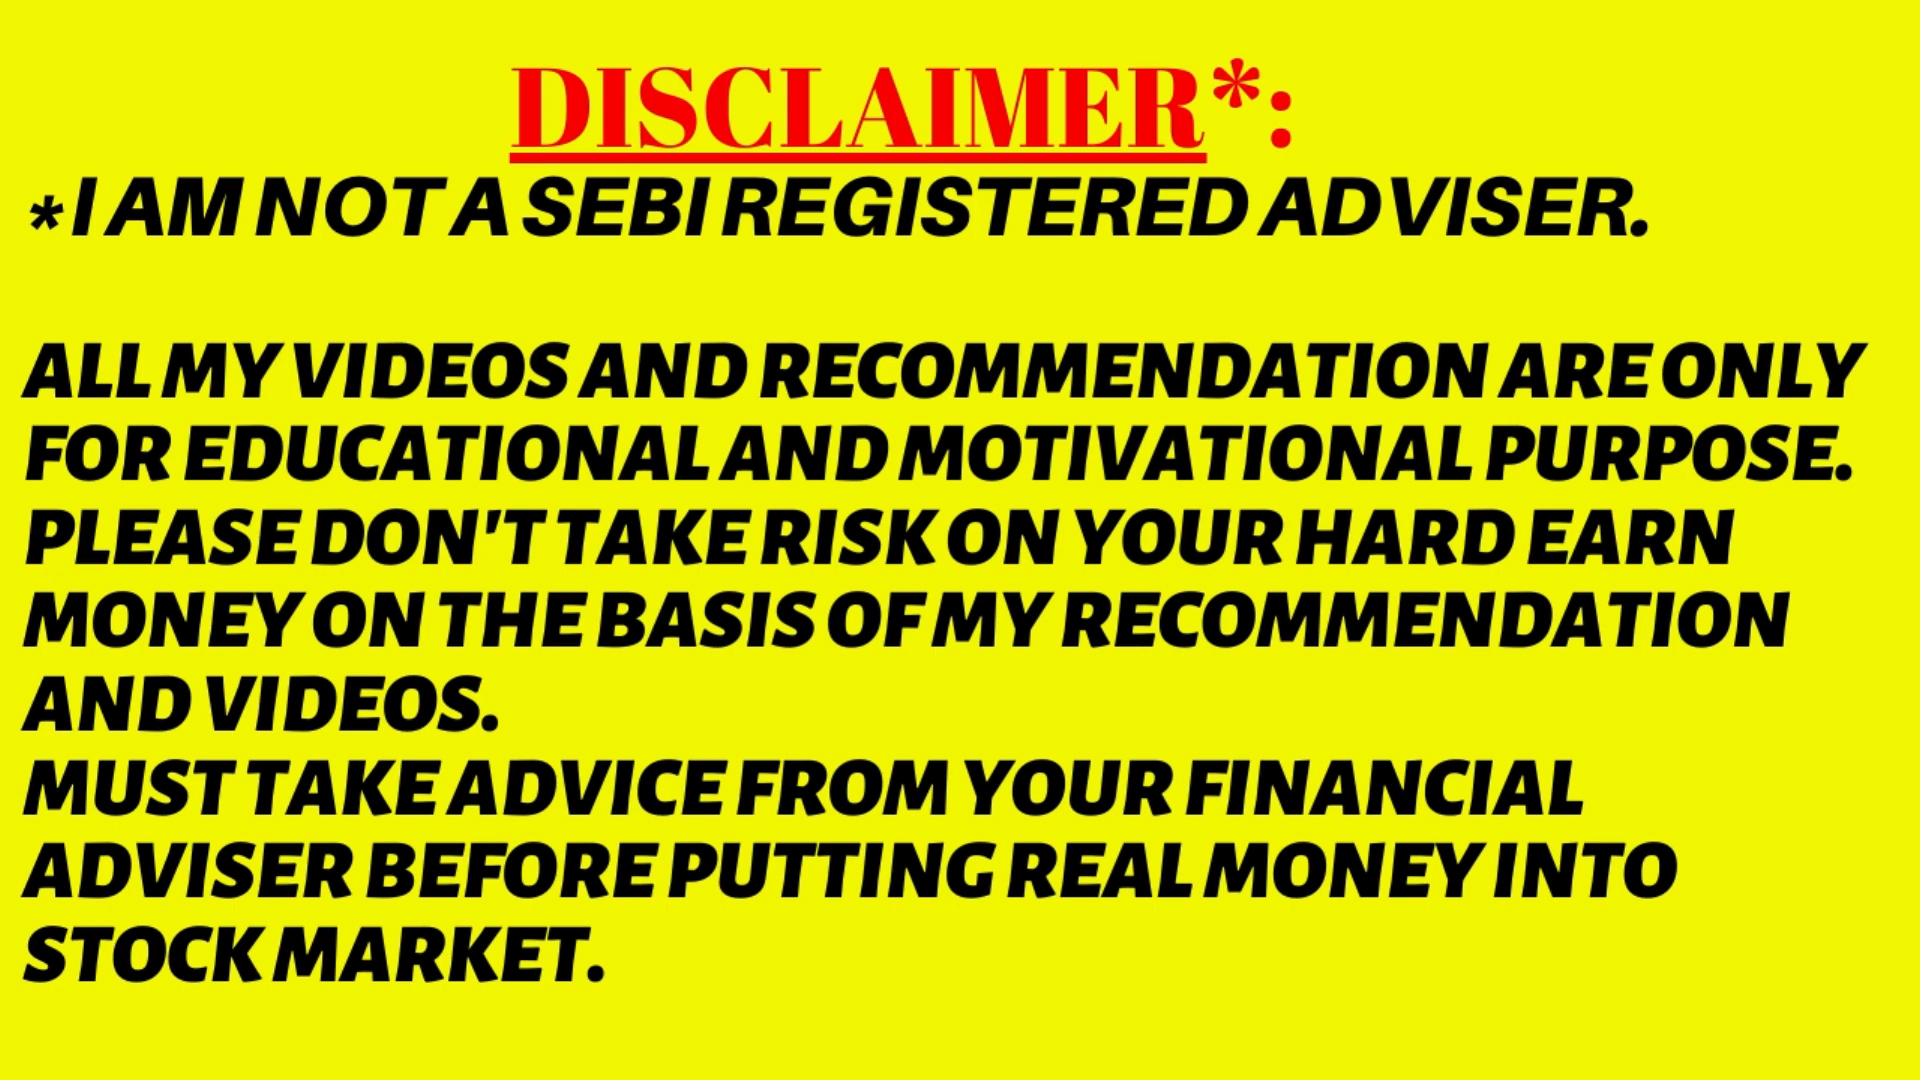 DISCLAIMER*:
*I AM NOT A SEBI REGISTERED ADVISER.
ALL MY VIDEOS AND RECOMMENDATION ARE ONLY
FOR EDUCATIONAL AND MOTIVATIONAL PURPOSE.
PLEASE DON'T TAKE RISK ON YOUR HARD EARN
MONEY ON THE BASIS OF MY RECOMMENDATION
AND VIDEOS.
MUST TAKE ADVICE FROM YOUR FINANCIAL
ADVISER BEFORE PUTTING REAL MONEY INTO
STOCK MARKET.